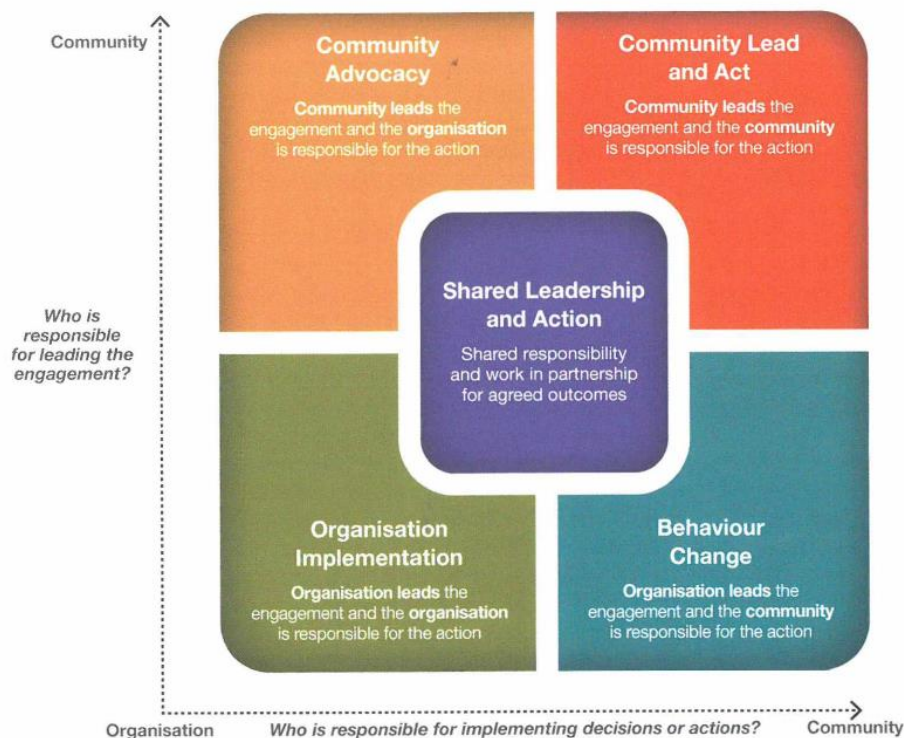 Community
Community
Advocacy
Community leads the
engagement and the organisation
is responsible for the action
Community Lead
and Act
Community leads the
engagement and the community
is responsible for the action
Who is
responsible
for leading the
engagement?
Shared Leadership
and Action
Shared responsibility
and work in partnership
for agreed outcomes
Organisation
Implementation
Organisation leads the
engagement and the organisation
is responsible for the action
Behaviour
Change
Organisation leads the
engagement and the community
is responsible for the action
Organisation
Who is responsible for implementing decisions or actions?
Community